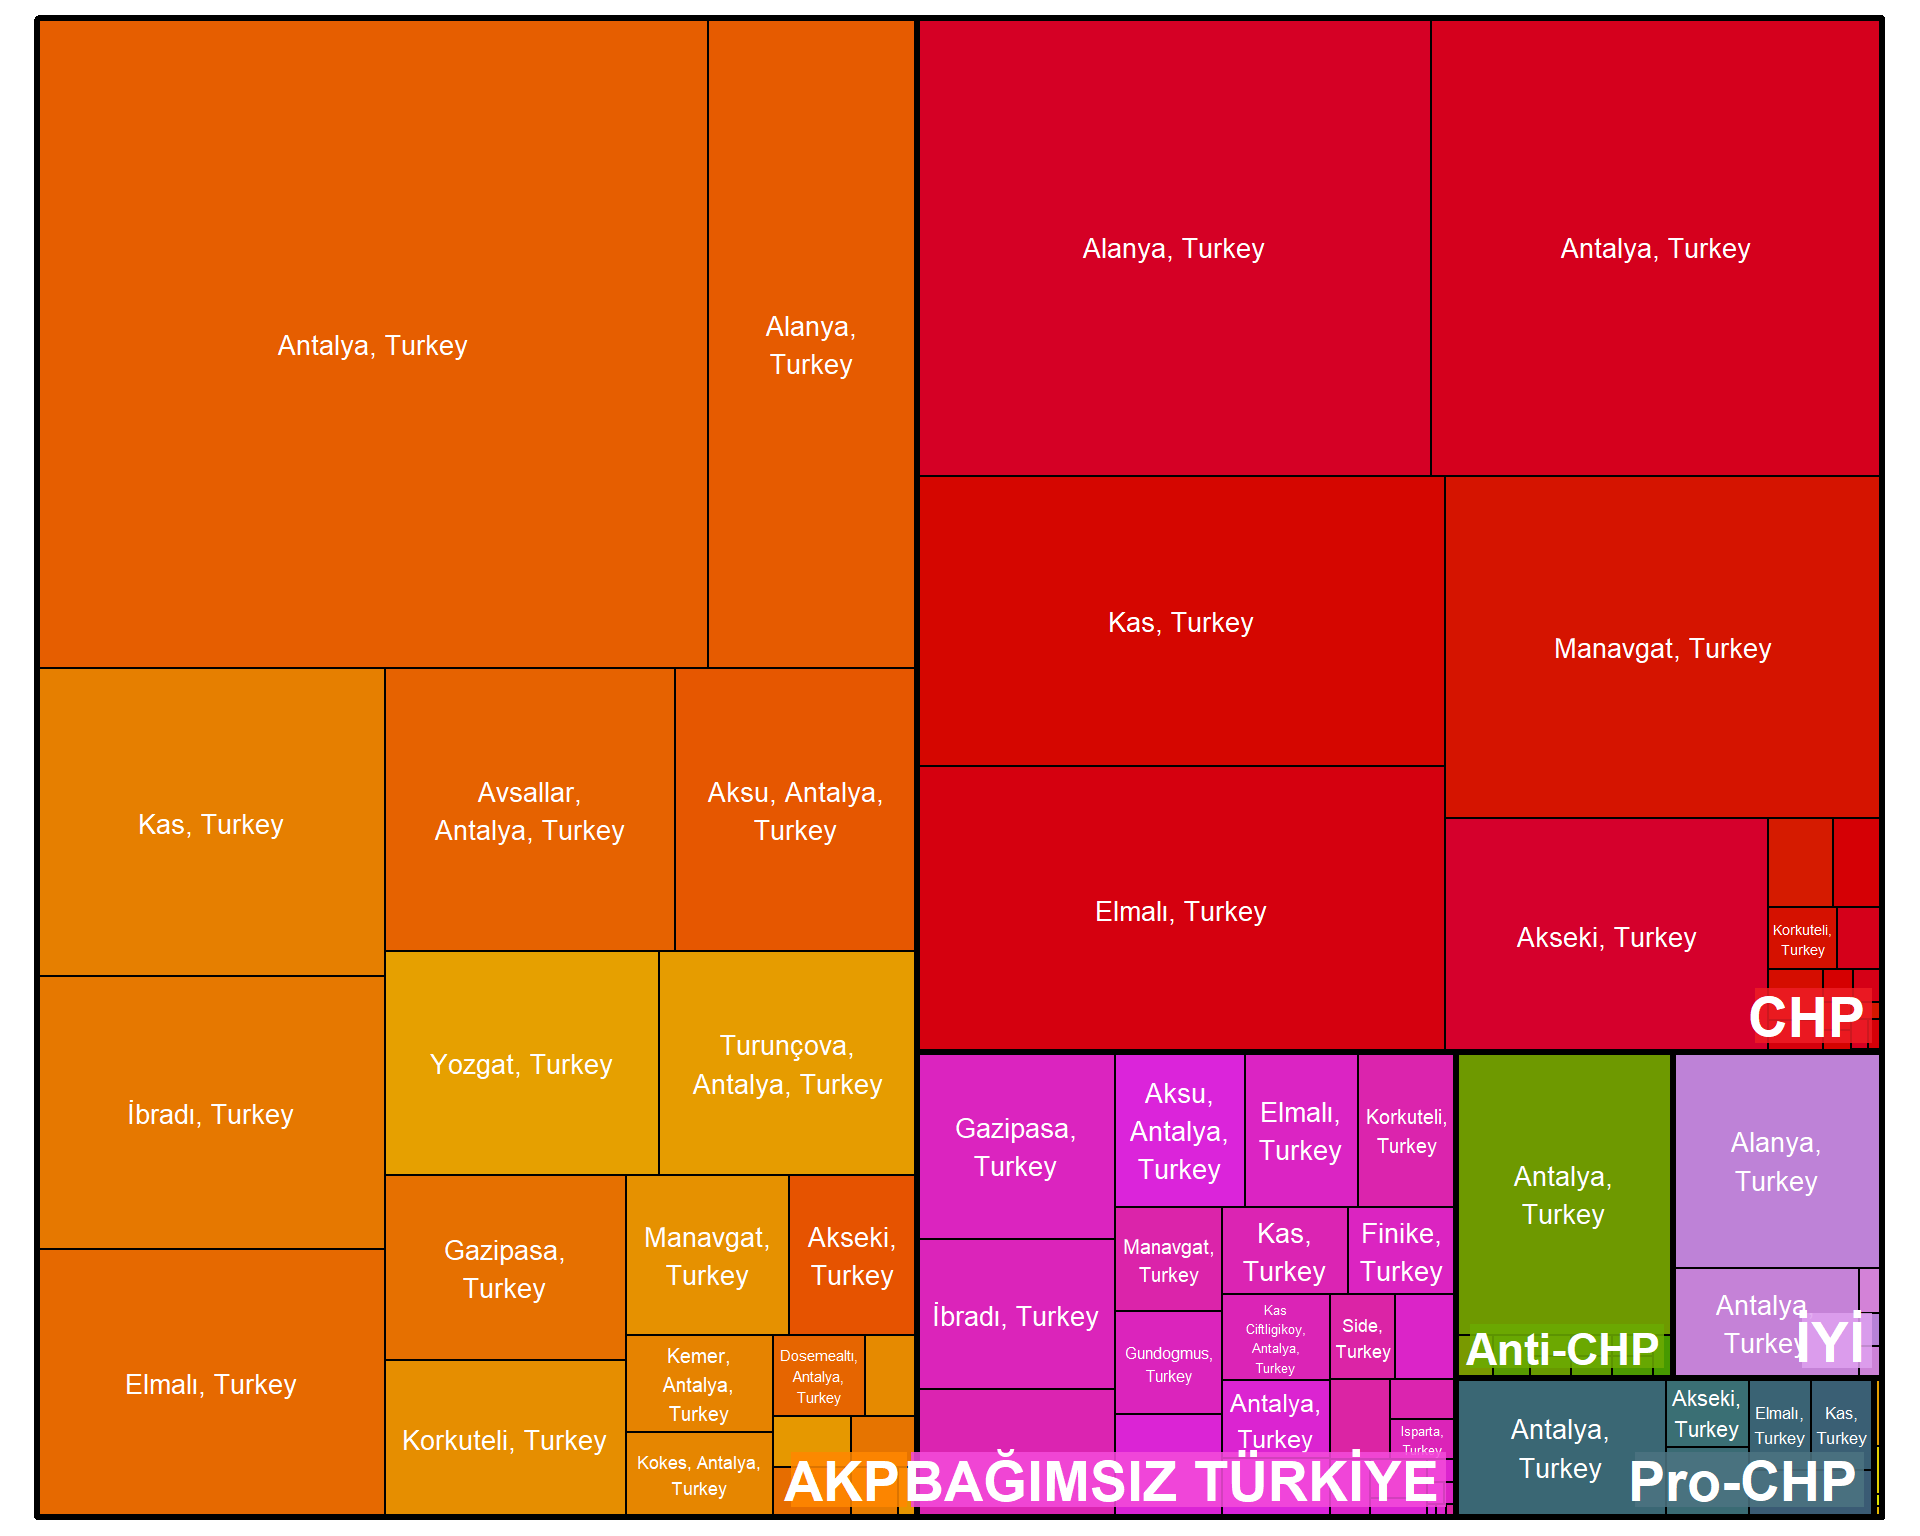 Antalya, Turkey
Alanya,
Turkey
Kas, Turkey
Avsallar,
Antalya, Turkey
Aksu, Antalya,
Turkey
İbradı, Turkey
Yozgat, Turkey
Turunçova,
Antalya, Turkey
Elmalı, Turkey
Gazipasa,
Turkey
Manavgat,
Turkey
Akseki,
Turkey
Korkuteli, Turkey
Kemer,
Antalya,
Turkey
Dosemealtı,
Antalya,
Turkey
Kokes, Antalya,
Turkey
AKP
Alanya, Turkey
Antalya, Turkey
Kas, Turkey
Manavgat, Turkey
Elmalı, Turkey
Akseki, Turkey
Korkuteli,
Turkey
CHP
Gazipasa,
Turkey
Aksu,
Antalya,
Turkey
Elmalı,
Turkey
Korkuteli,
Turkey
İbradı, Turkey
Manavgat,
Turkey
Kas,
Turkey
Finike,
Turkey
Gundogmus,
Turkey
Kas
Ciftligikoy,
Antalya,
Turkey
Side,
Turkey
Antalya,
Turkey
Isparta,
Turkey
BAĞIMSIZ TÜRKİYE
Antalya,
Turkey
Anti-CHP
Alanya,
Turkey
Antalya,
Turkey
İYİ
Antalya,
Turkey
Akseki,
Turkey
Elmalı,
Turkey
Kas,
Turkey
Pro-CHP